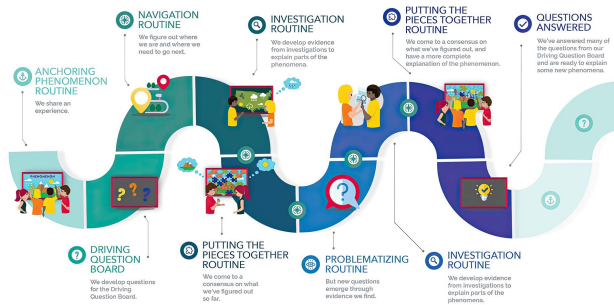 NAVIGATION
ROUTINE
We figure out where
we are and where we
need to go next.
INVESTIGATION
ROUTINE
We develop evidence
from investigations to
explain parts of the
phenomena.
PUTTING THE
PIECES TOGETHER
ROUTINE
We come to a consensus on
what we've figured out, and
have a more complete
explanation of the phenomenon.
QUESTIONS
ANSWERED
We've answered many of
the questions from our
Driving Question Board
and are ready to explain
some new phenomena.
ANCHORING
PHENOMENON
ROUTINE
We share an
experience.
PHENOMENON
? ? ?
?
?
DRIVING
QUESTION
BOARD
We develop questions
for the Driving
Question Board.
PUTTING THE
PIECES TOGETHER
ROUTINE
We come to a
consensus on what
we've figured out
so far.
PROBLEMATIZING
ROUTINE
But new questions
emerge through
evidence we find.
INVESTIGATION
ROUTINE
We develop evidence
from investigations to
explain parts of the
phenomena.